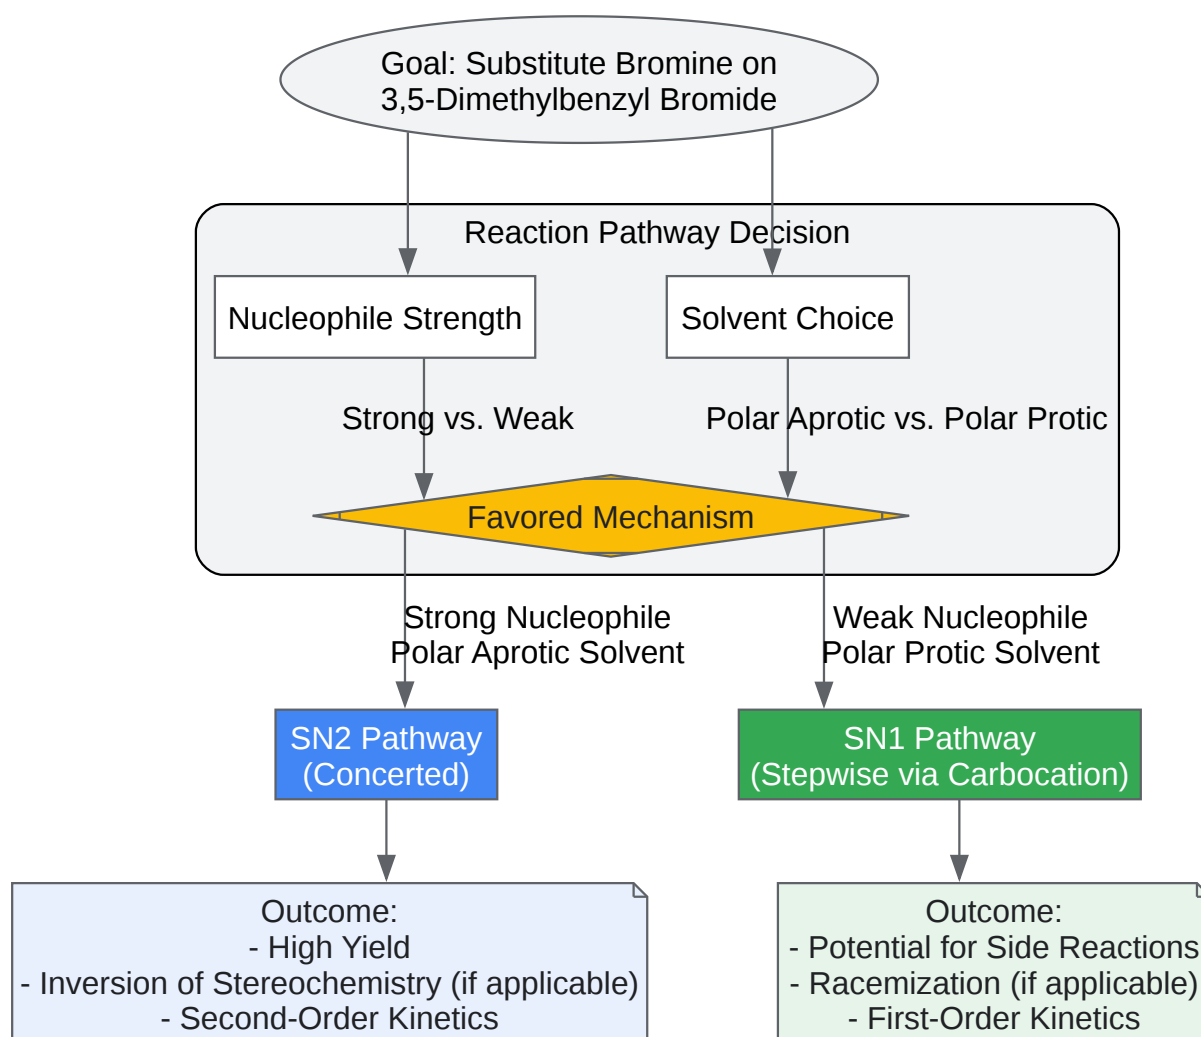 Goal: Substitute Bromine on
3,5-Dimethylbenzyl Bromide
Reaction Pathway Decision
Nucleophile Strength
Solvent Choice
Strong vs. Weak
Polar Aprotic vs. Polar Protic
Favored Mechanism
Strong Nucleophile
Polar Aprotic Solvent
Weak Nucleophile
Polar Protic Solvent
SN2 Pathway
(Concerted)
SN1 Pathway
(Stepwise via Carbocation)
Outcome:
- High Yield
- Inversion of Stereochemistry (if applicable)
- Second-Order Kinetics
Outcome:
- Potential for Side Reactions
- Racemization (if applicable)
- First-Order Kinetics